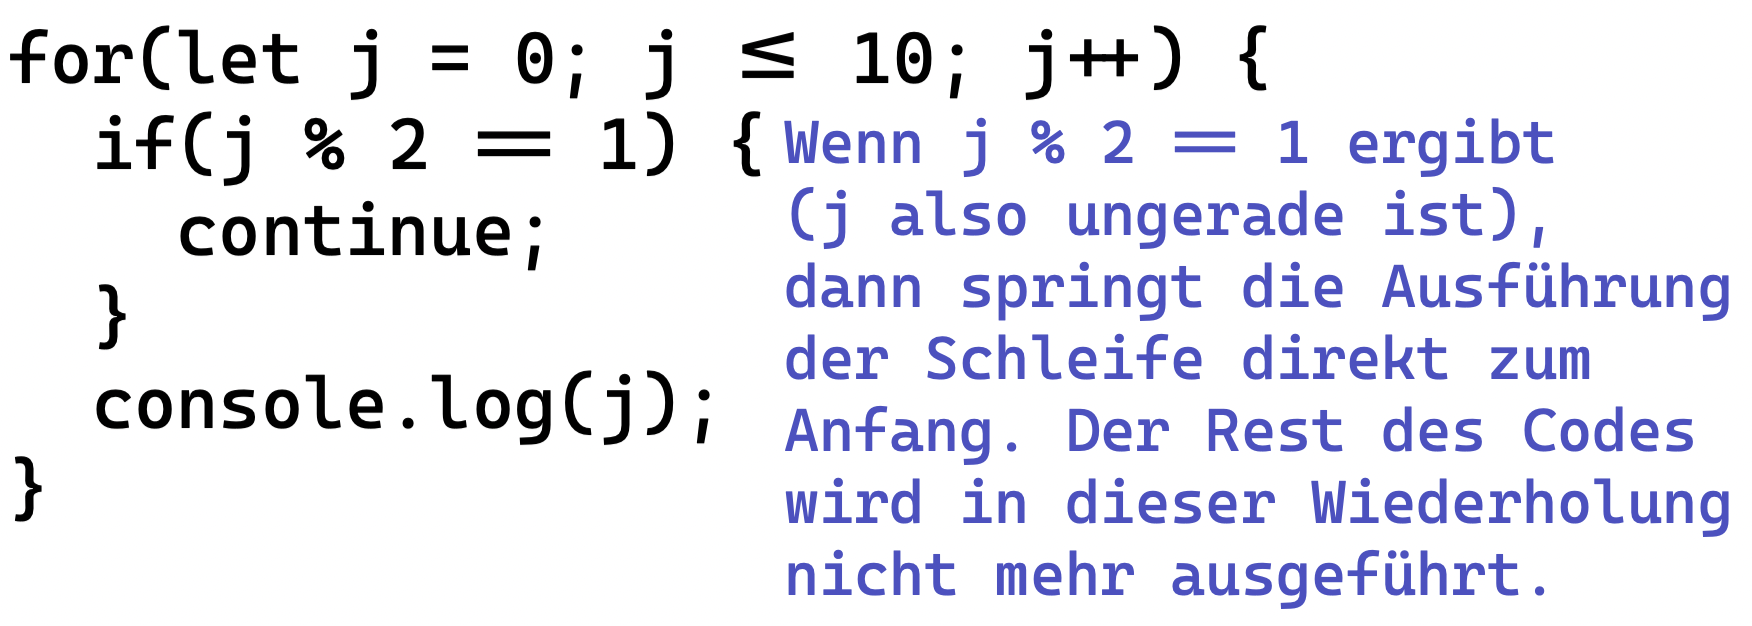 for(let j = 0; j <= 10; j++) {
  if(j % 2 == 1) {
    continue;
  }
  console.log(j);
}
Wenn j % 2 == 1 ergibt
(j also ungerade ist),
dann springt die Ausführung
der Schleife direkt zum
Anfang. Der Rest des Codes
wird in dieser Wiederholung
nicht mehr ausgeführt.